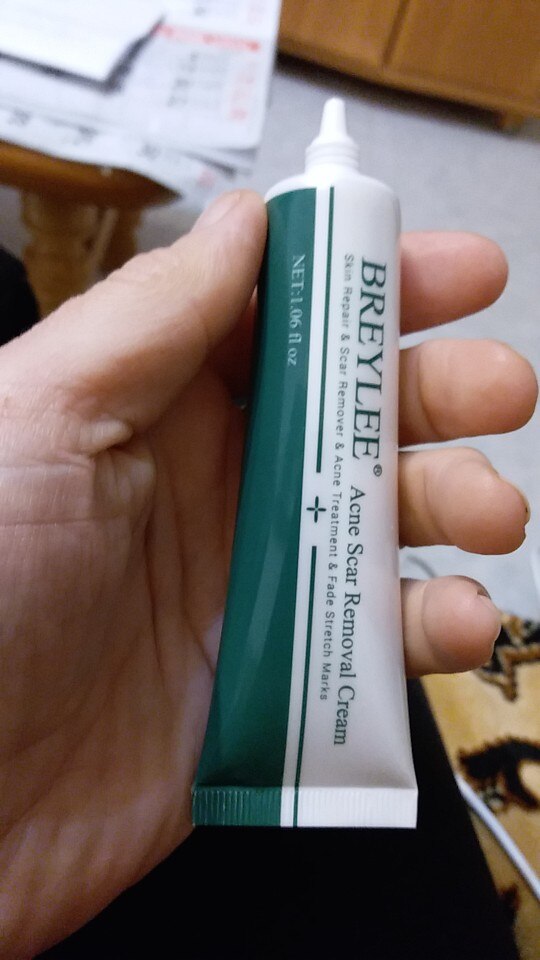 BREYLEE® Acne Scar Removal Cream
Skin Repair & Scar Remover & Acne Treatment & Fade Stretch Marks
NET:1.06 fl oz